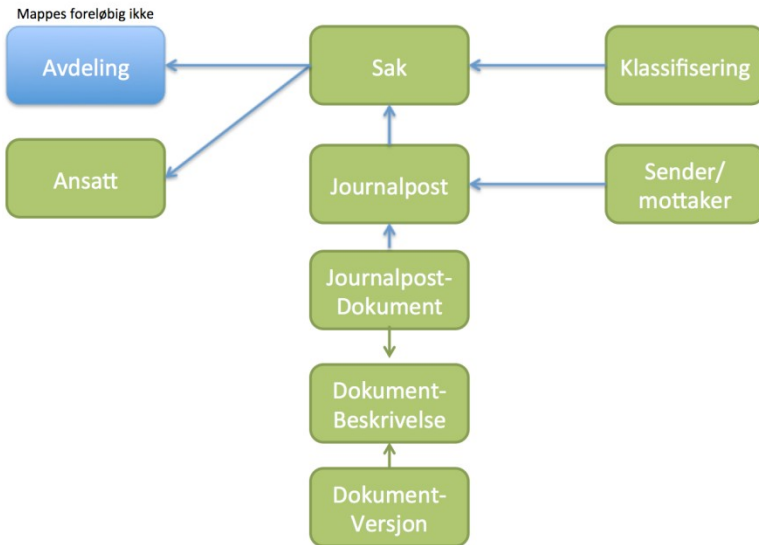 Mappes foreløbig ikke
Avdeling
Sak
Klassifisering
Ansatt
Journalpost
Sender/
mottaker
Journalpost-
Dokument
Dokument-
Beskrivelse
Dokument-
Versjon